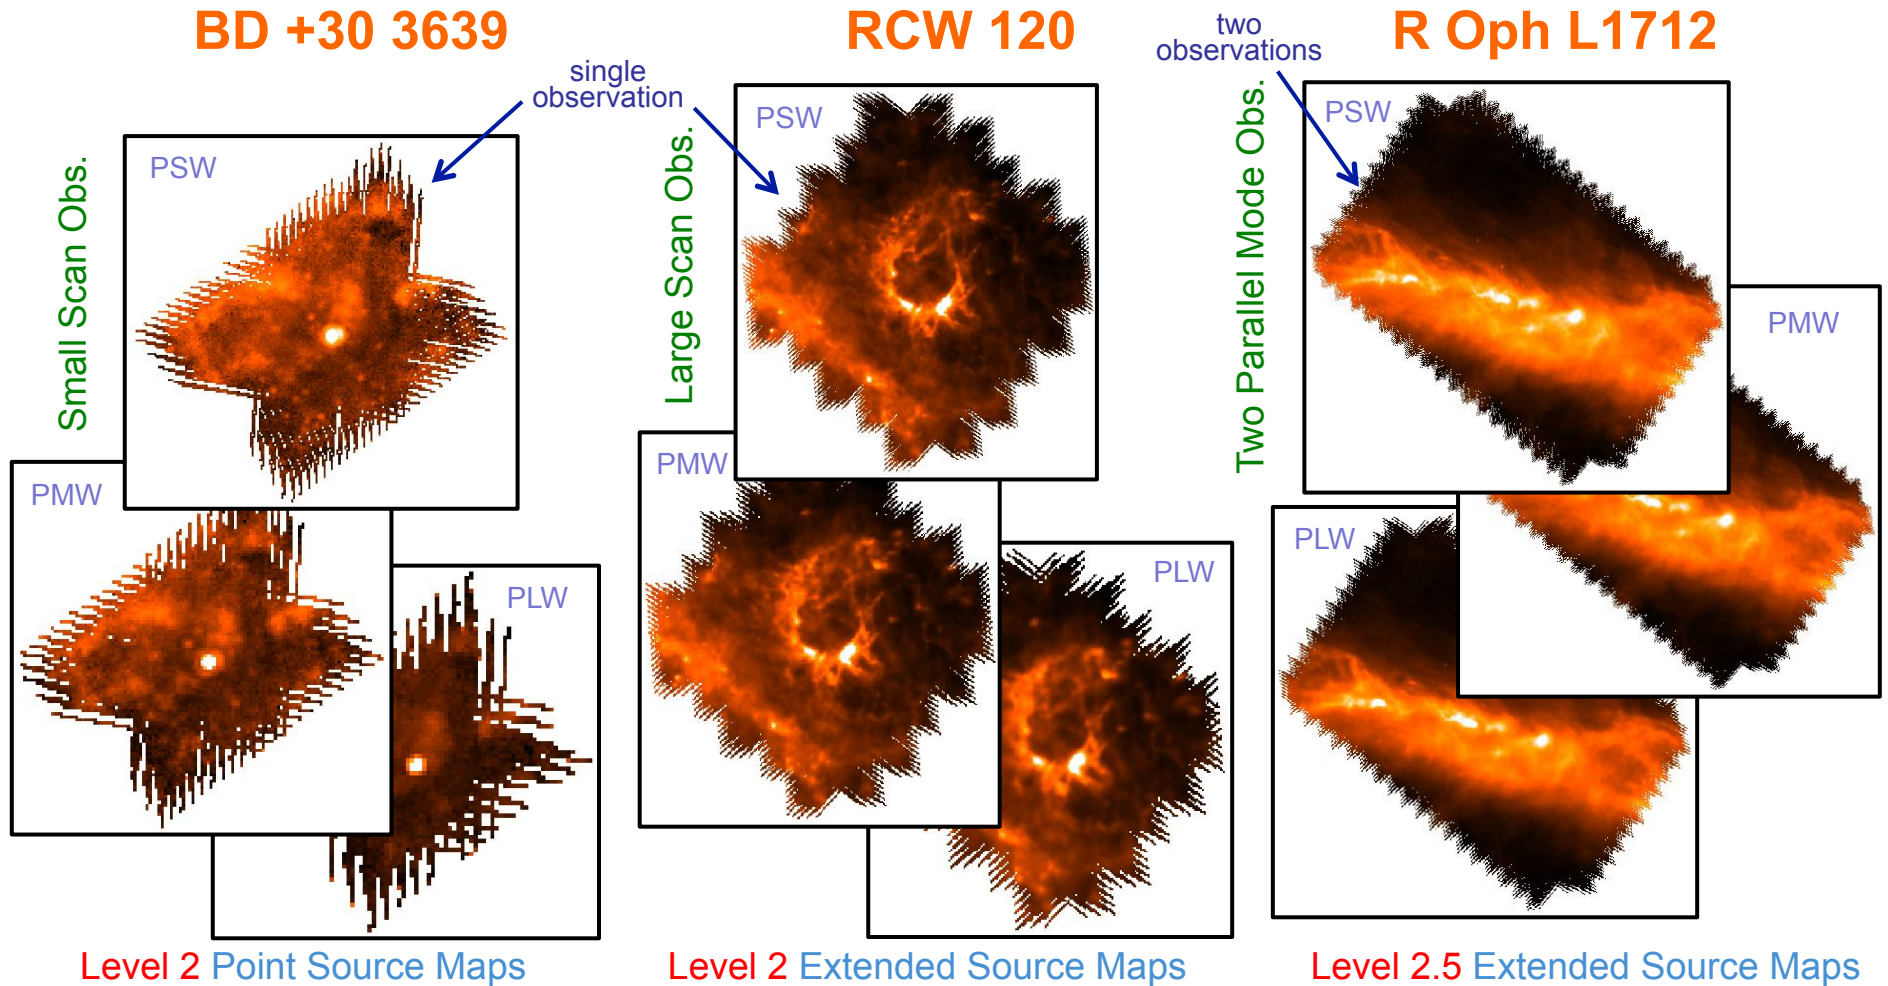 BD +30 3639
RCW 120
R Oph L1712
single
observation
two
observations
Small Scan Obs.
PSW
PMW
PLW
Large Scan Obs.
PSW
PMW
PLW
Two Parallel Mode Obs.
PSW
PMW
PLW
Level 2 Point Source Maps
Level 2 Extended Source Maps
Level 2.5 Extended Source Maps